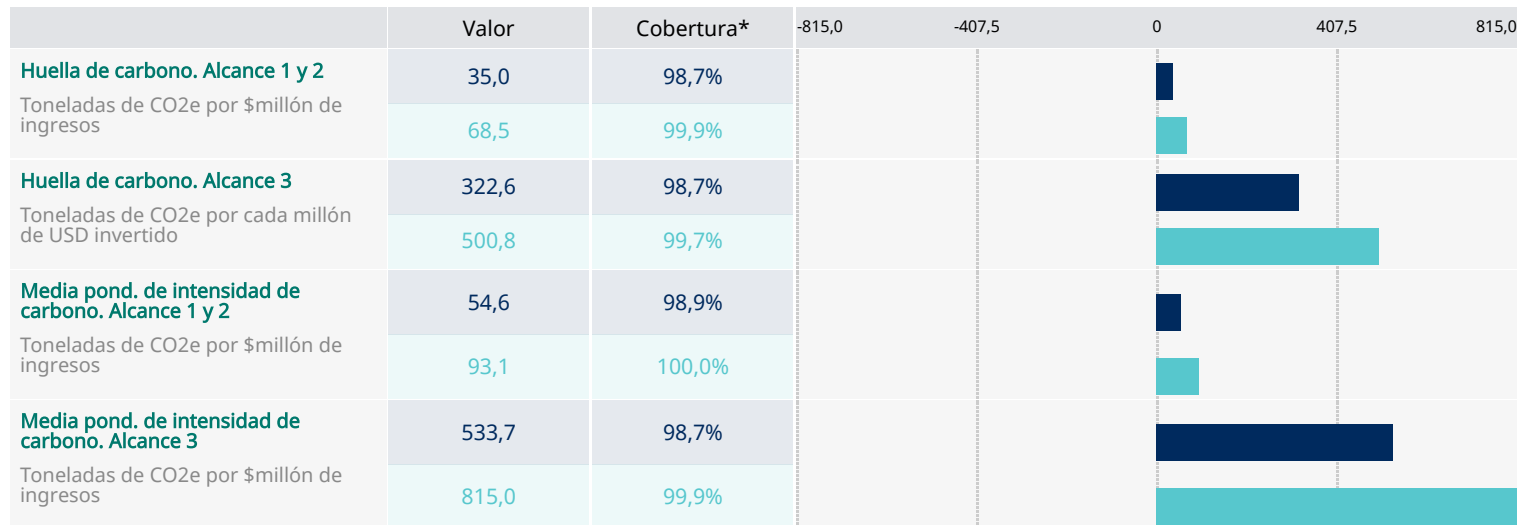 Valor Cobertura* -815,0 -407,5 0 407,5 815,0
Huella de carbono. Alcance 1 y 2
Toneladas de CO2e por $millón de
ingresos
35,0 98,7%
68,5 99,9%
Huella de carbono. Alcance 3
Toneladas de CO2e por cada millón
de USD invertido
322,6 98,7%
500,8 99,7%
Media pond. de intensidad de
carbono. Alcance 1 y 2
Toneladas de CO2e por $millón de
ingresos
54,6 98,9%
93,1 100,0%
Media pond. de intensidad de
carbono. Alcance 3
Toneladas de CO2e por $millón de
ingresos
533,7 98,7%
815,0 99,9%